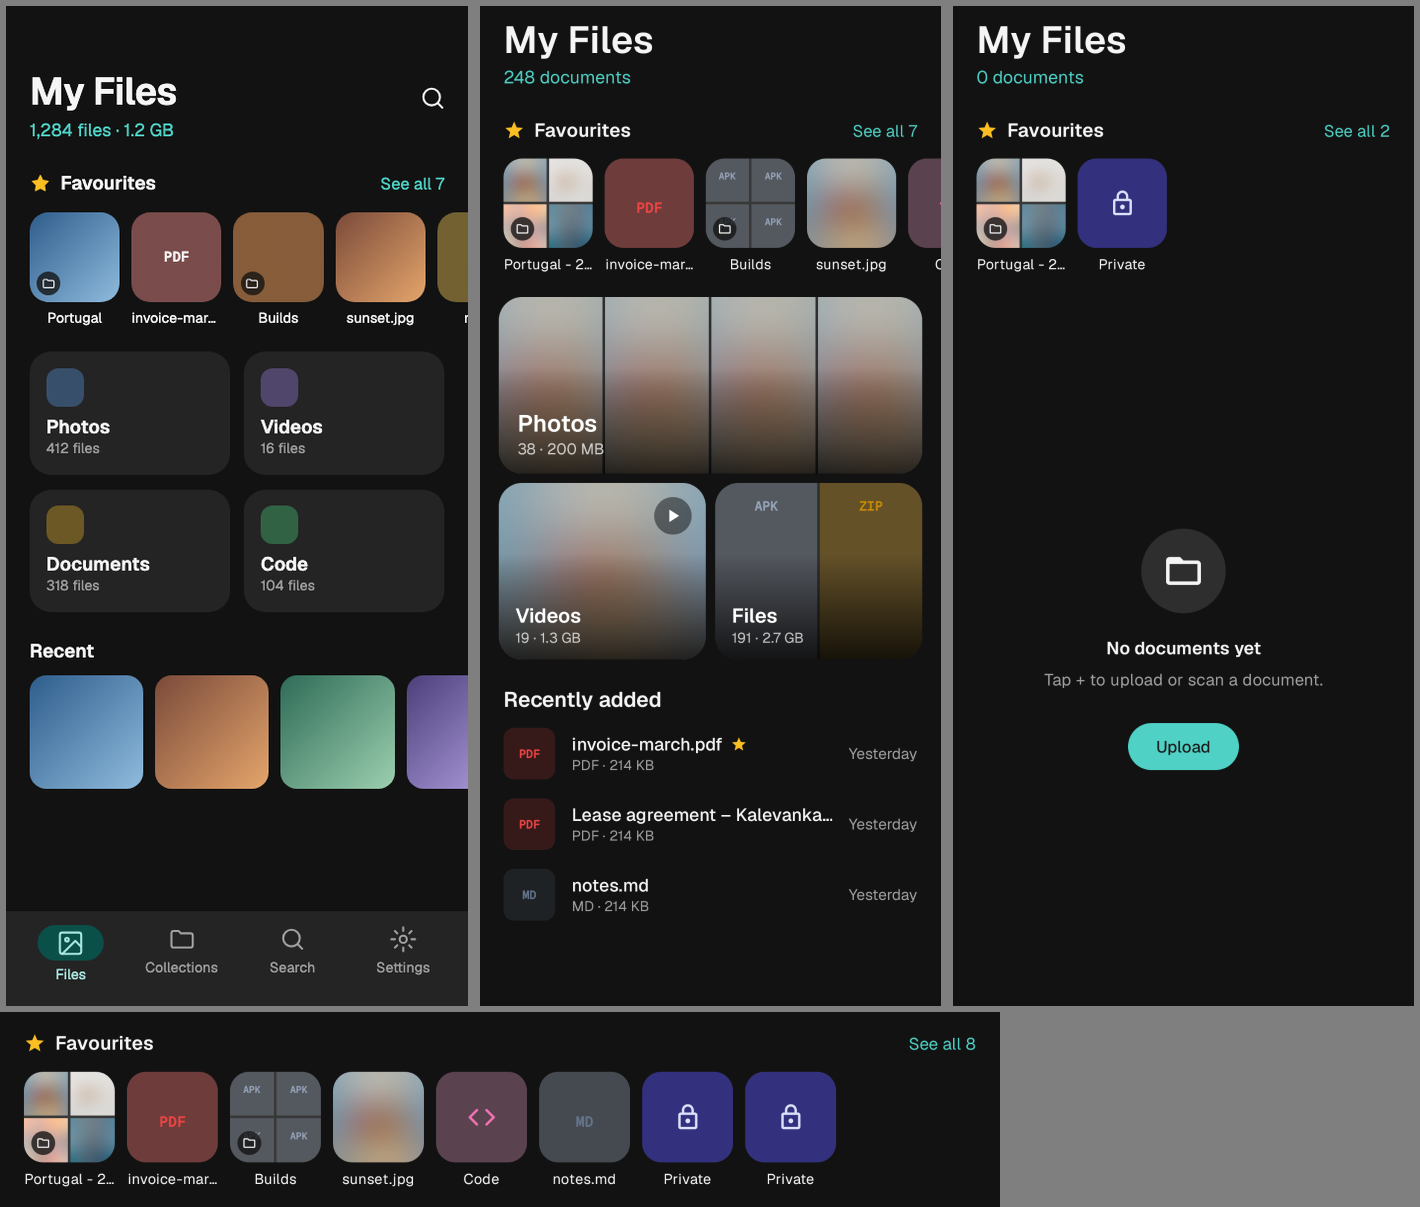 My Files
1,284 files · 1.2 GB
Favourites
See all 7
PDF
Portugal
invoice-mar...
Builds
sunset.jpg
Photos
412 files
Videos
16 files
Documents
318 files
Code
104 files
Recent
Files
Collections
Search
Settings
My Files
248 documents
Favourites
See all 7
PDF
APK
APK
APK
Portugal - 2...
invoice-mar...
Builds
sunset.jpg
Photos
38 · 200 MB
APK
ZIP
Videos
19 · 1.3 GB
Files
191 · 2.7 GB
Recently added
PDF
invoice-march.pdf
PDF · 214 KB
Yesterday
PDF
Lease agreement – Kalevanka...
PDF · 214 KB
Yesterday
MD
notes.md
MD · 214 KB
Yesterday
My Files
0 documents
Favourites
See all 2
Portugal - 2...
Private
No documents yet
Tap + to upload or scan a document.
Upload
Favourites
See all 8
PDF
APK
APK
APK
MD
Portugal - 2...
invoice-mar...
Builds
sunset.jpg
Code
notes.md
Private
Private